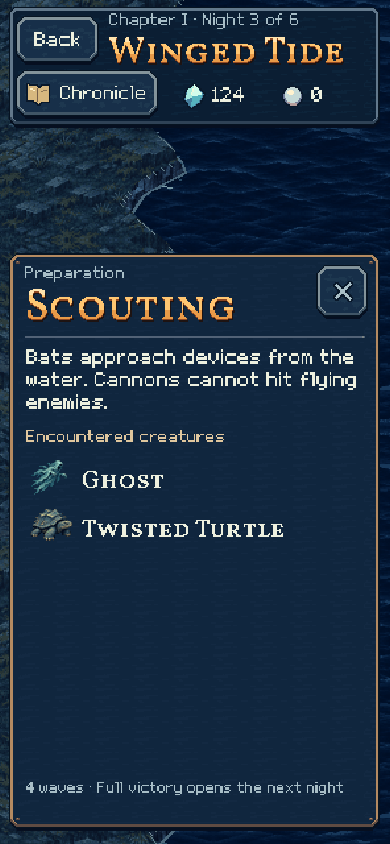 Chapter I · Night 3 of 6
Back
Winged Tide
Chronicle
124
0
Preparation
Scouting
Bats approach devices from the
water. Cannons cannot hit flying
enemies.
Encountered creatures
Ghost
Twisted Turtle
4 waves · Full victory opens the next night